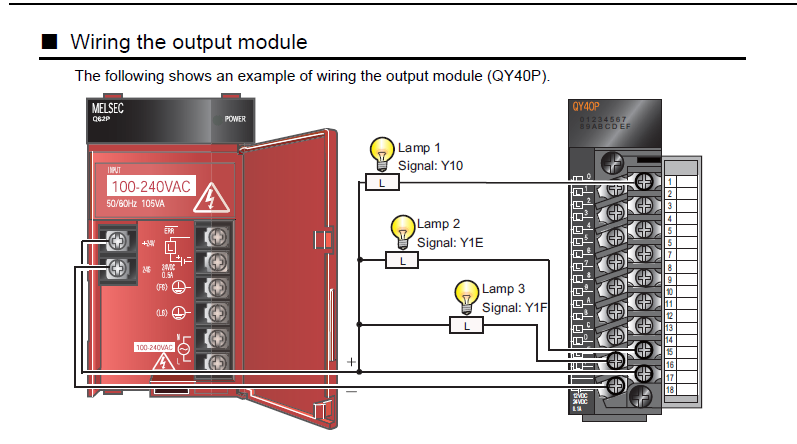 ■ Wiring the output module
The following shows an example of wiring the output module (QY40P).
MELSEC
Q62P
POWER
QY40P
01234567
89ABCDEF
INPUT
100-240VAC
50/60Hz 105VA
Lamp 1
Signal: Y10
L
Lamp 2
Signal: Y1E
L
Lamp 3
Signal: Y1F
L
ERR
L
+24V
24G
24VDC
0.5A
(FG)
(LG)
N
100-240VAC
L
+
−
0
1
2
3
4
5
6
7
8
9
A
B
C
D
1
2
3
4
5
5
7
8
9
10
11
12
13
14
15
16
17
18
12VDC
24VDC
0.1A